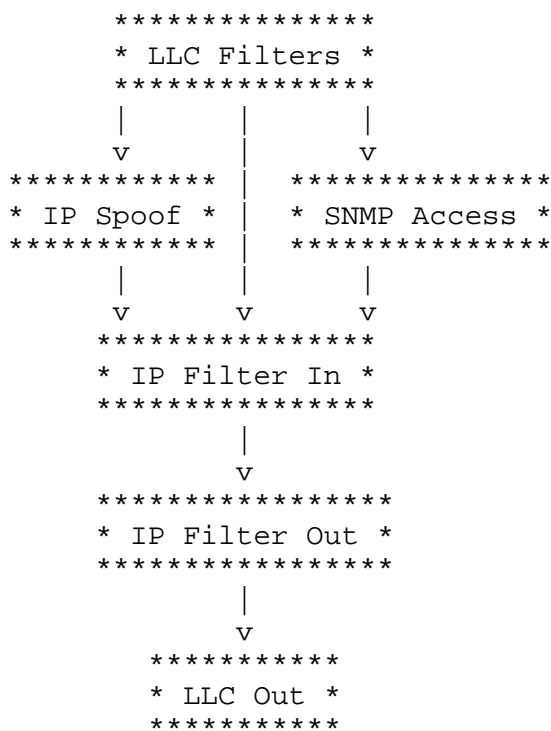 ***************
* LLC Filters *
***************
| | |
v | v
************ | ***************
* IP Spoof * | * SNMP Access *
************ | ***************
| | |
v v v
****************
* IP Filter In *
****************
|
v
*****************
* IP Filter Out *
*****************
|
v
***********
* LLC Out *
***********